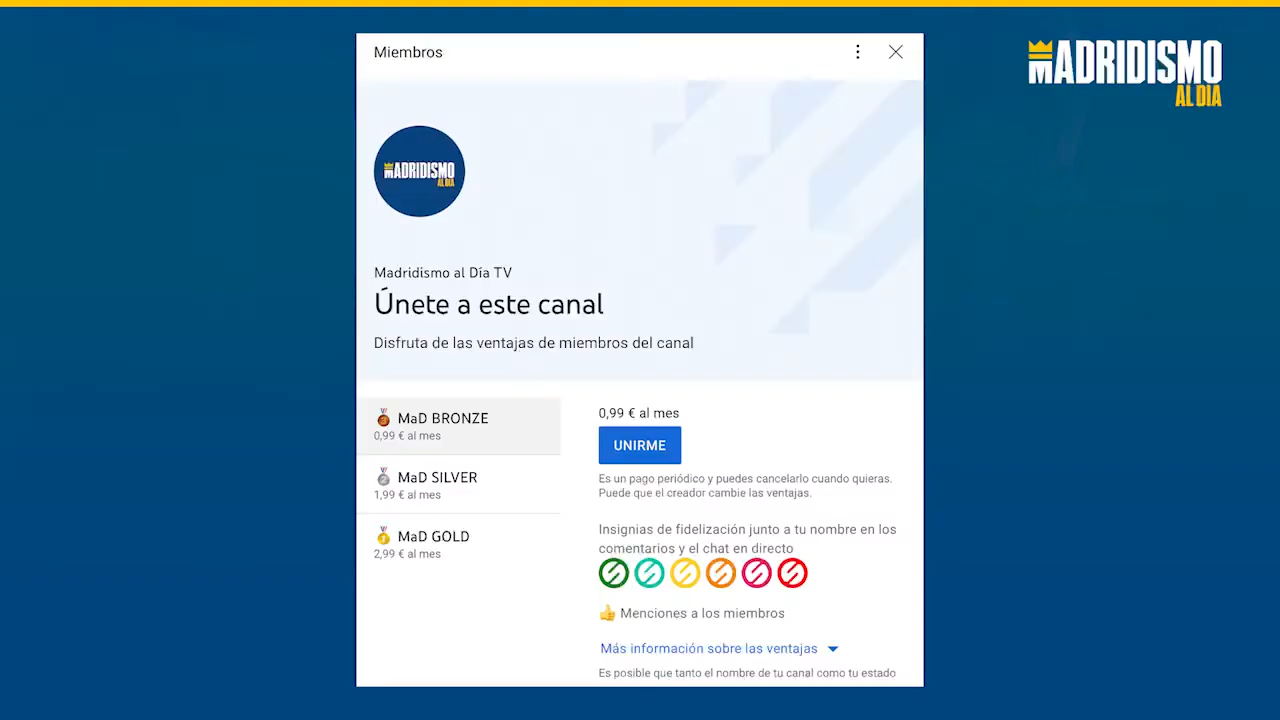 Miembros
MADRIDISMO
AL DIA
MADRIDISMO
AL DIA
Madridismo al Día TV
Únete a este canal
Disfruta de las ventajas de miembros del canal
MaD BRONZE
0,99 € al mes
MaD SILVER
1,99 € al mes
MaD GOLD
2,99 € al mes
0,99 € al mes
UNIRME
Es un pago periódico y puedes cancelarlo cuando quieras.
Puede que el creador cambie las ventajas.
Insignias de fidelización junto a tu nombre en los
comentarios y el chat en directo
👍 Menciones a los miembros
Más información sobre las ventajas
Es posible que tanto el nombre de tu canal como tu estado